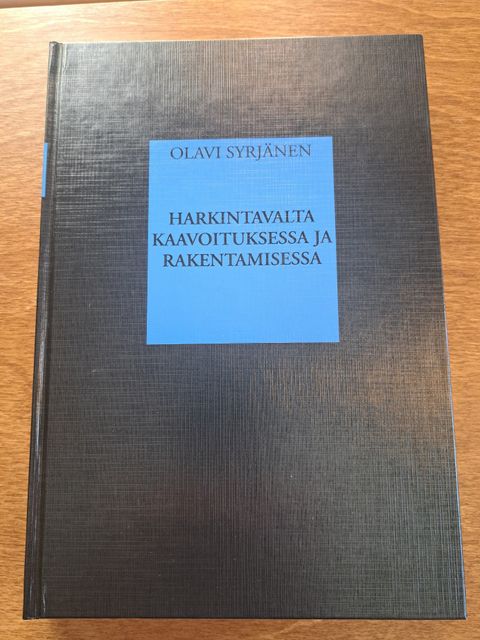 OLAVI SYRJÄNEN
HARKINTAVALTA
KAAVOITUKSESSA JA
RAKENTAMISESSA